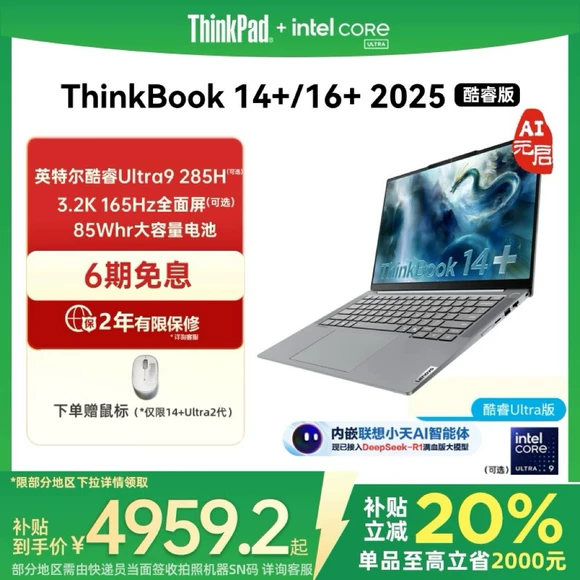 ThinkPad + intel CORE
ULTRA
ThinkBook 14+/16+ 2025 酷睿版
AI
元启
英特尔酷睿Ultra9 285H(可选)
3.2K 165Hz全面屏(可选)
85Whr大容量电池
6期免息
保 2年有限保修
*详询客服
下单赠鼠标 (*仅限14+Ultra2代)
ThinkBook 14+
Lenovo
酷睿Ultra版
内嵌联想小天AI智能体
现已接入DeepSeek-R1满血版大模型
(可选)
intel
CORE
ULTRA 9
*限部分地区下拉详情领取
补贴
到手价¥4959.2起
部分地区需由快递员当面签收拍照机器SN码 详询客服
补贴
立减20%
单品至高立省2000元